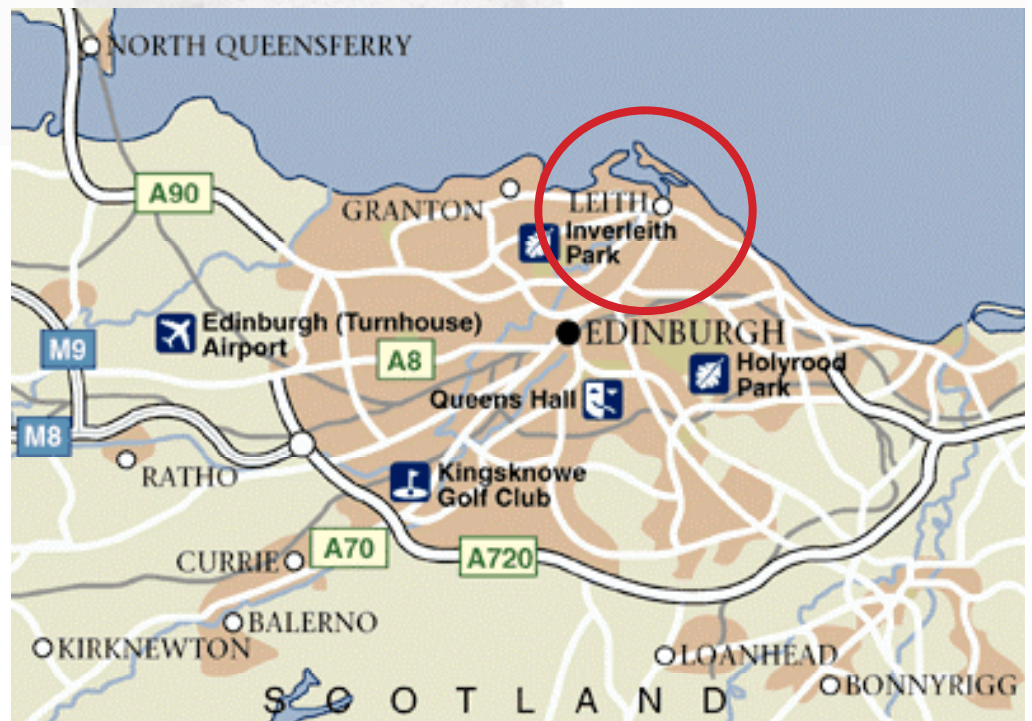 NORTH QUEENSFERRY
A90
GRANTON
LEITH
Inverleith
Park
M9
Edinburgh (Turnhouse)
Airport
A8
EDINBURGH
Holyrood
Park
Queens Hall
M8
RATHO
Kingsknowe
Golf Club
CURRIE
A70
A720
BALERNO
KIRKNEWTON
LOANHEAD
BONNYRIGG
SCOTLAND